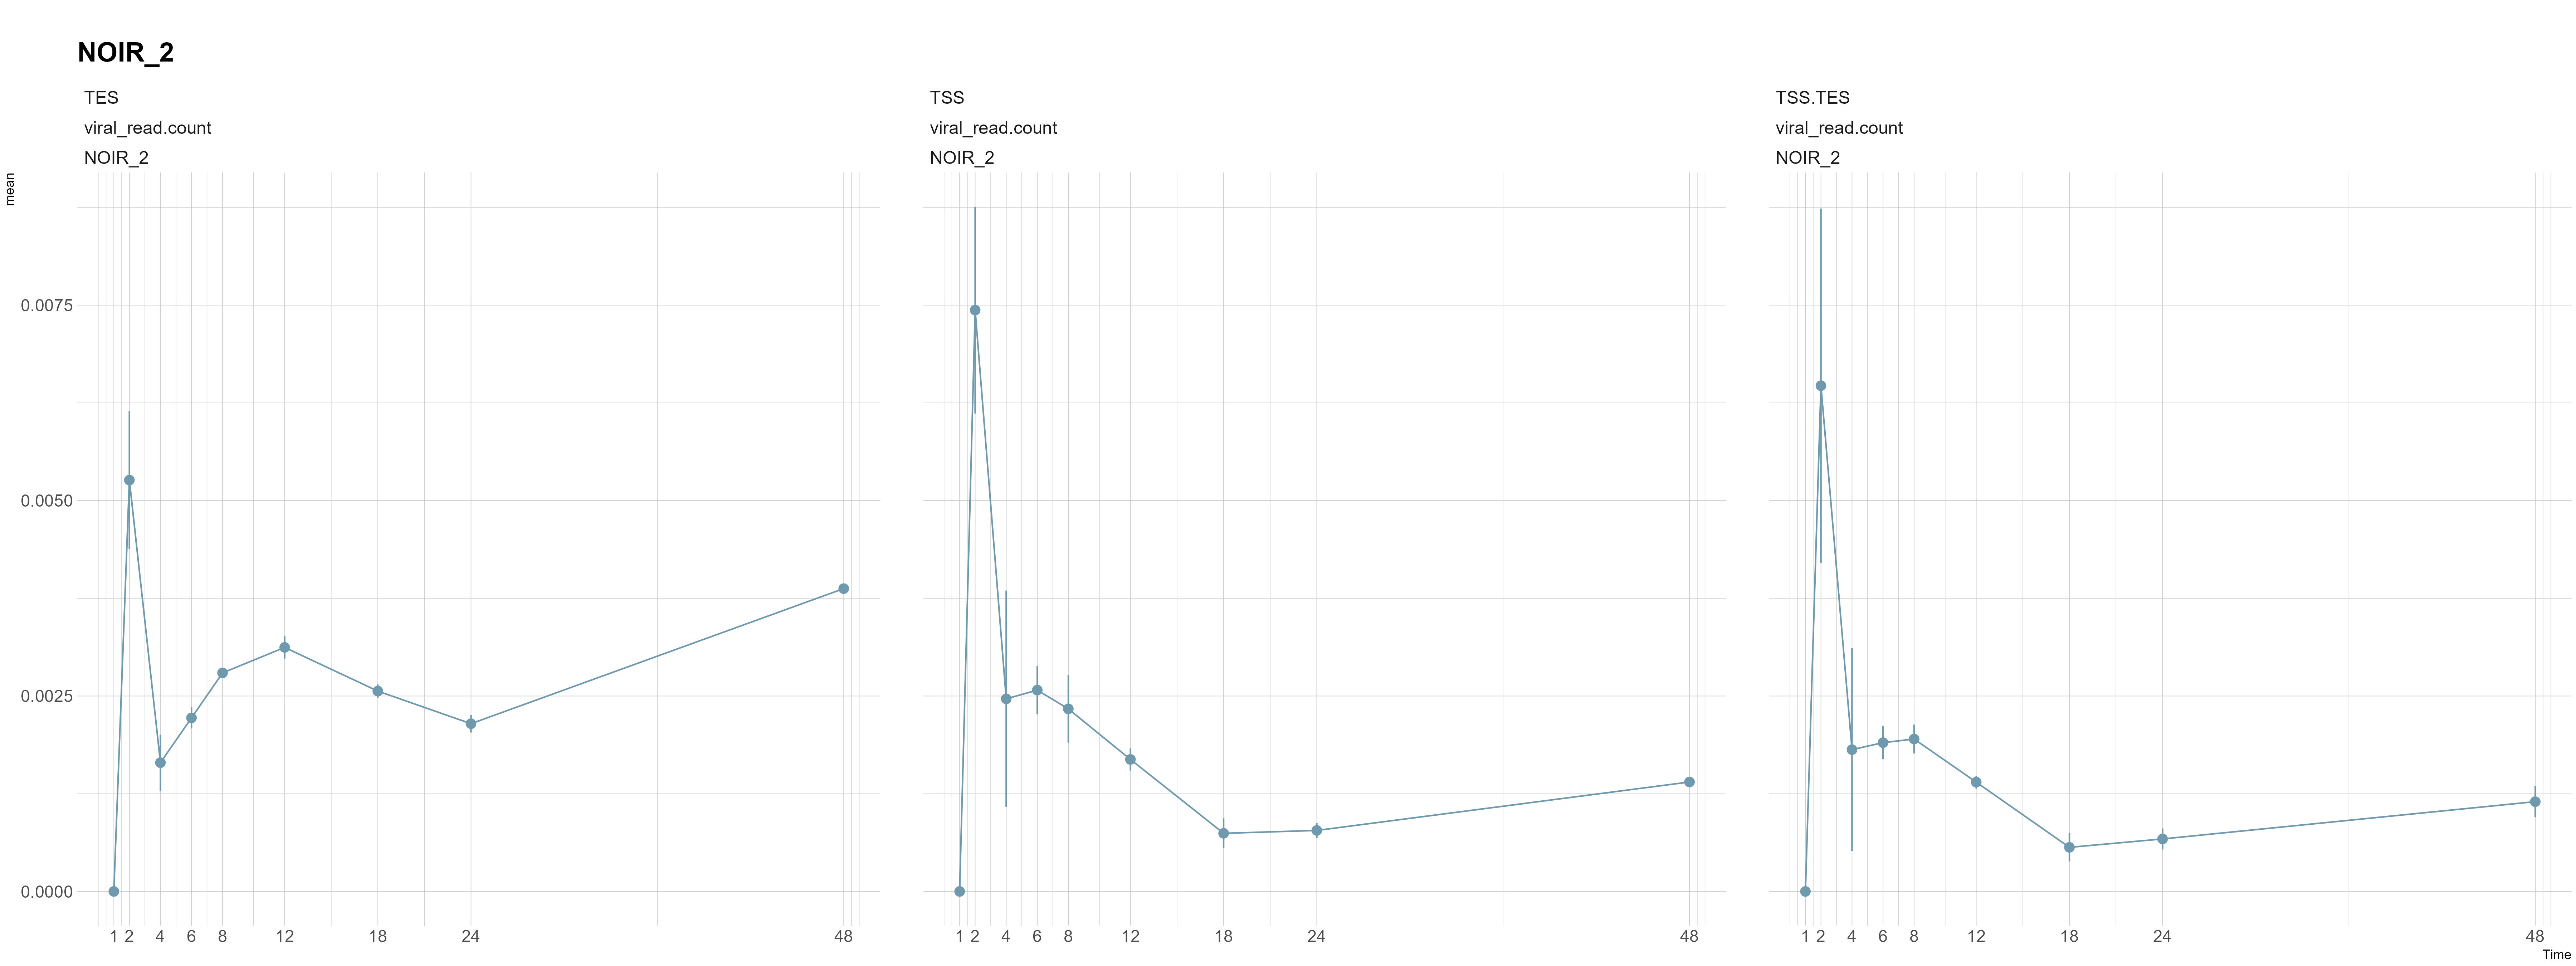 NOIR_2
TES
viral_read.count
NOIR_2
TSS
viral_read.count
NOIR_2
TSS.TES
viral_read.count
NOIR_2
mean
0.0075
0.0050
0.0025
0.0000
1 2 4 6 8 12 18 24 48
1 2 4 6 8 12 18 24 48
1 2 4 6 8 12 18 24 48
Time